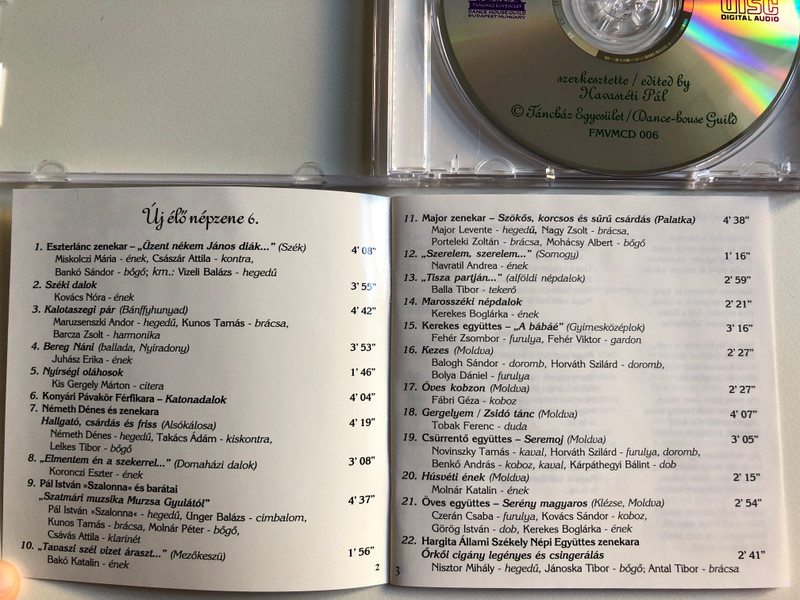 TÁNCHÁZ EGYESÜLET
DANCE HOUSE GUILD
BUDAPEST HUNGARY
DISC
DIGITAL AUDIO
szerkesztette / edited by
Havasréti Pál
© Táncház Egyesület / Dance-house Guild
FMVMCD 006
Új élő népzene 6.
1. Eszterlánc zenekar – „Üzent nékem János diák..." (Szék) 4' 08"
Miskolczi Mária - ének, Császár Attila - kontra,
Bankó Sándor - bőgő; km.: Vizeli Balázs - hegedű
2. Széki dalok 3' 55"
Kovács Nóra - ének
3. Kalotaszegi pár (Bánffyhunyad) 4' 42"
Maruzsenszki Andor - hegedű, Kunos Tamás - brácsa,
Barcza Zsolt - harmonika
4. Bereg Náni (ballada, Nyíradony) 3' 53"
Juhász Erika - ének
5. Nyírségi oláhosok 1' 46"
Kis Gergely Márton - citera
6. Konyári Pávakör Férfikara – Katonadalok 4' 04"
7. Németh Dénes és zenekara
Hallgató, csárdás és friss (Alsókálosa) 4' 19"
Németh Dénes - hegedű, Takács Ádám - kiskontra,
Lelkes Tibor - bőgő
8. „Elmentem én a szekerrel..." (Domaházi dalok) 3' 08"
Koronczi Eszter - ének
9. Pál István »Szalonna« és barátai
„Szatmári muzsika Murzsa Gyulától" 4' 37"
Pál István »Szalonna« - hegedű, Unger Balázs - cimbalom,
Kunos Tamás - brácsa, Molnár Péter - bőgő,
Csávás Attila - klarinét
10. „Tavaszi szél vizet áraszt..." (Mezőkeszü) 1' 56"
Bakó Katalin - ének
2
11. Major zenekar – Szökős, korcsos és sűrű csárdás (Palatka) 4' 38"
Major Levente - hegedű, Nagy Zsolt - brácsa,
Porteleki Zoltán - brácsa, Mohácsy Albert - bőgő
12. „Szerelem, szerelem..." (Somogy) 1' 16"
Navratil Andrea - ének
13. „Tisza partján..." (alföldi népdalok) 2' 59"
Balla Tibor - tekerő
14. Marosszéki népdalok 2' 21"
Kerekes Boglárka - ének
15. Kerekes együttes – „A bábáé" (Gyimesközéplok) 3' 16"
Fehér Zsombor - furulya, Fehér Viktor - gardon
16. Kezes (Moldva) 2' 27"
Balogh Sándor - doromb, Horváth Szilárd - doromb,
Bolya Dániel - furulya
17. Öves kobzon (Moldva) 2' 27"
Fábri Géza - koboz
18. Gergelyem / Zsidó tánc (Moldva) 4' 07"
Tobak Ferenc - duda
19. Csürrentő együttes – Seremoj (Moldva) 3' 05"
Novinszky Tamás - kaval, Horváth Szilárd - furulya, doromb,
Benkő András - koboz, kaval, Kárpáthegyi Bálint - dob
20. Húsvéti ének (Moldva) 2' 15"
Molnár Katalin - ének
21. Öves együttes – Serény magyaros (Klézse, Moldva) 2' 54"
Czerán Csaba - furulya, Kovács Sándor - koboz,
Görög István - dob, Kerekes Boglárka - ének
22. Hargita Állami Székely Népi Együttes zenekara
Őrkői cigány legényes és csingerálás 2' 41"
Nisztor Mihály - hegedű, Jánoska Tibor - bőgő; Antal Tibor - brácsa
3